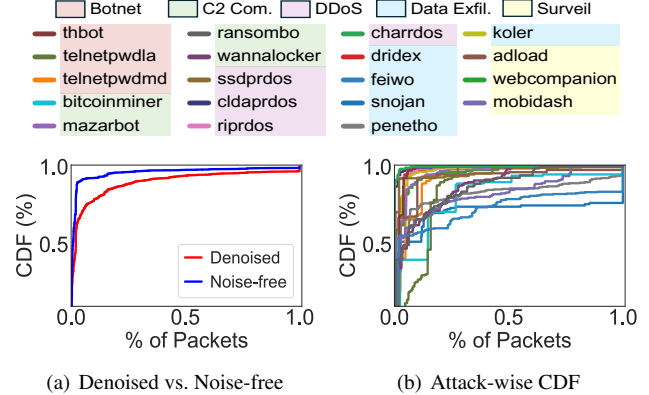 Botnet C2 Com. DDoS Data Exfil. Surveil
thbot ransombo charrdos koler
telnetpwdla wannalocker dridex adload
telnetpwdmd ssdprdos feiwo webcompanion
bitcoinminer cldaprdos snojan mobidash
mazarbot riprdos penetho
1.0 1.0
CDF (%) CDF (%)
0.5 0.5
Denoised
Noise-free
0.0 0.5 1.0 0.0 0.5 1.0
% of Packets % of Packets
(a) Denoised vs. Noise-free (b) Attack-wise CDF